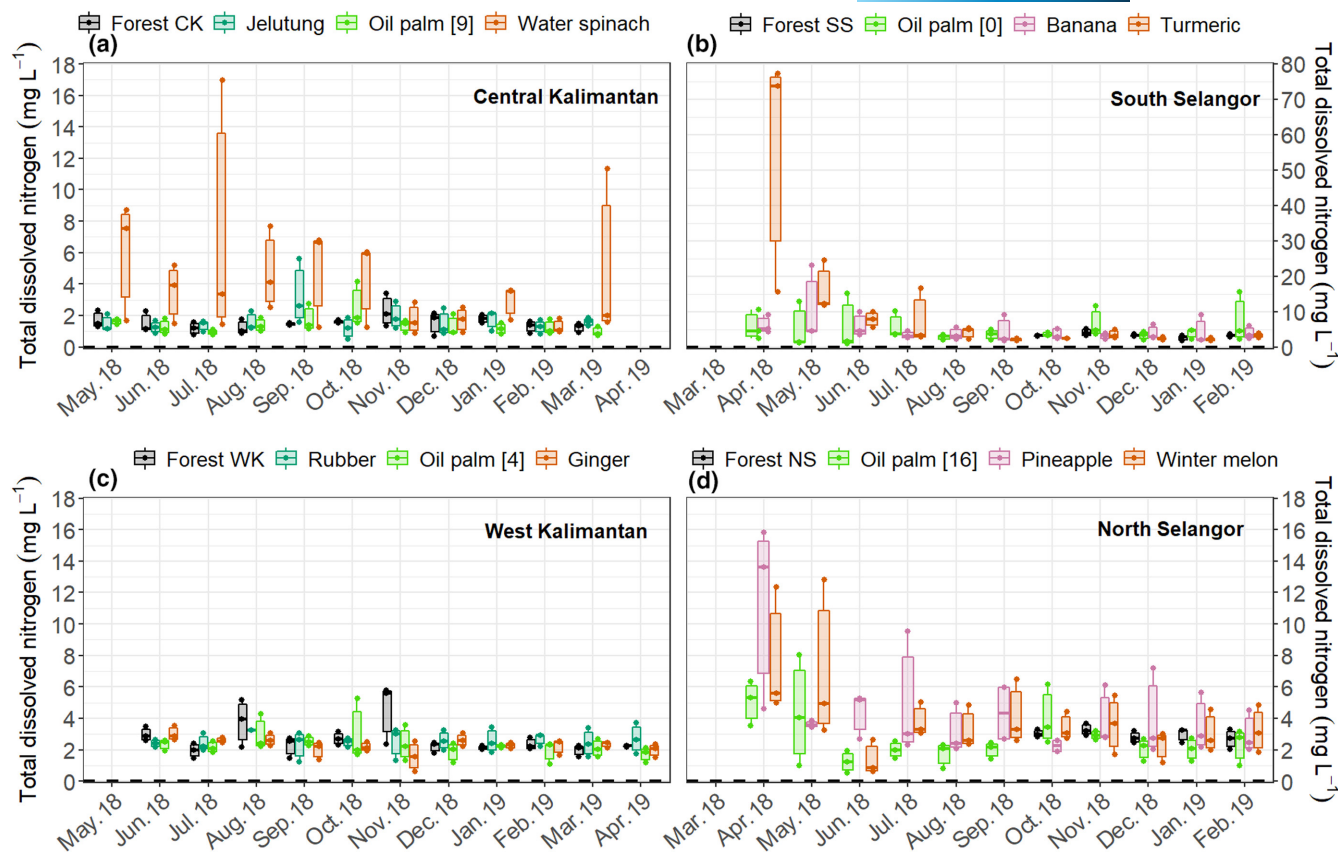 Forest CK Jelutung Oil palm [9] Water spinach
Forest SS Oil palm [0] Banana Turmeric
(a)
(b)
Central Kalimantan
South Selangor
Total dissolved nitrogen (mg L⁻¹)
18
16
14
12
10
8
6
4
2
0
80
70
60
50
40
30
20
10
0
Total dissolved nitrogen (mg L⁻¹)
May. 18 Jun. 18 Jul. 18 Aug. 18 Sep. 18 Oct. 18 Nov. 18 Dec. 18 Jan. 19 Feb. 19 Mar. 19 Apr. 19
Mar. 18 Apr. 18 May. 18 Jun. 18 Jul. 18 Aug. 18 Sep. 18 Oct. 18 Nov. 18 Dec. 18 Jan. 19 Feb. 19
Forest WK Rubber Oil palm [4] Ginger
Forest NS Oil palm [16] Pineapple Winter melon
(c)
(d)
West Kalimantan
North Selangor
Total dissolved nitrogen (mg L⁻¹)
18
16
14
12
10
8
6
4
2
0
18
16
14
12
10
8
6
4
2
0
Total dissolved nitrogen (mg L⁻¹)
May. 18 Jun. 18 Jul. 18 Aug. 18 Sep. 18 Oct. 18 Nov. 18 Dec. 18 Jan. 19 Feb. 19 Mar. 19 Apr. 19
Mar. 18 Apr. 18 May. 18 Jun. 18 Jul. 18 Aug. 18 Sep. 18 Oct. 18 Nov. 18 Dec. 18 Jan. 19 Feb. 19